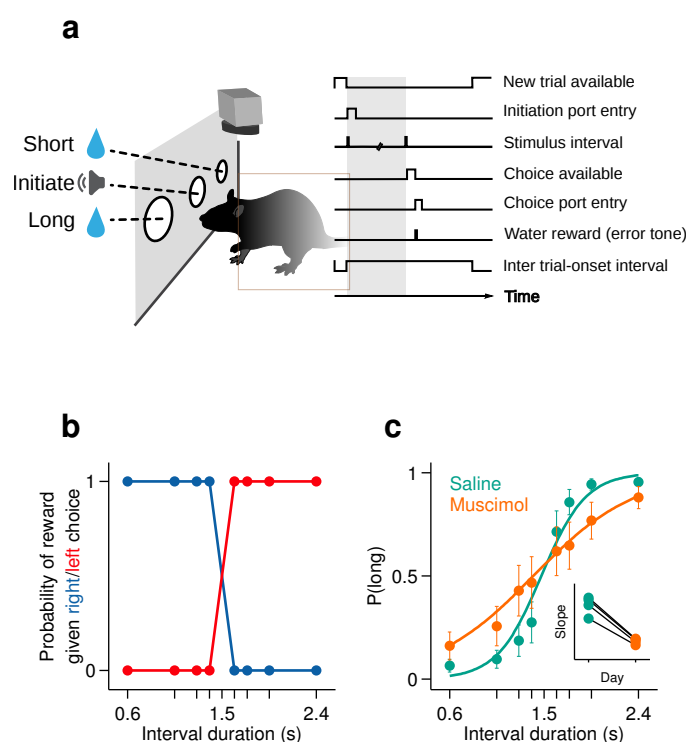 a
Short
Initiate
Long
New trial available
Initiation port entry
Stimulus interval
Choice available
Choice port entry
Water reward (error tone)
Inter trial-onset interval
Time
b
Probability of reward
given right/left choice
1
0
0.6
1.5
2.4
Interval duration (s)
c
Saline
Muscimol
P(long)
1
0.5
0
0.6
1.5
2.4
Interval duration (s)
Slope
Day